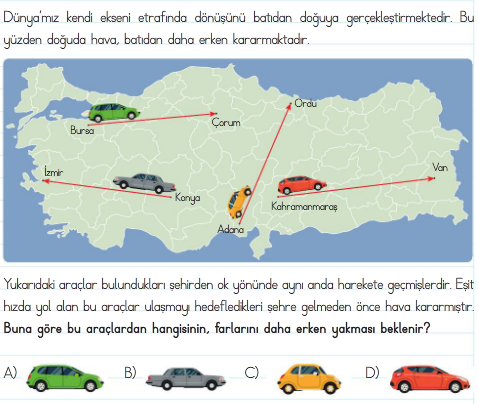 Dünya'mız kendi ekseni etrafında dönüşünü batıdan doğuya gerçekleştirmektedir. Bu
yüzden doğuda hava, batıdan daha erken kararmaktadır.
Ordu
Bursa
Çorum
İzmir
Van
Konya
Kahramanmaraş
Adana
Yukarıdaki araçlar bulundukları şehirden ok yönünde aynı anda harekete geçmişlerdir. Eşit
hızda yol alan bu araçlar ulaşmayı hedefledikleri şehre gelmeden önce hava kararmıştır.
Buna göre bu araçlardan hangisinin, farlarını daha erken yakması beklenir?
A) B) C) D)